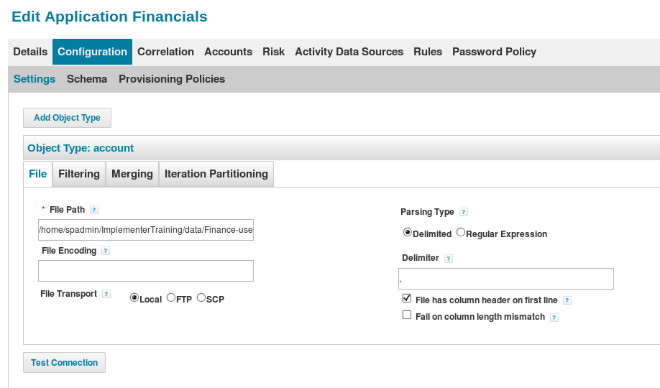 Edit Application Financials
Details Configuration Correlation Accounts Risk Activity Data Sources Rules Password Policy
Settings Schema Provisioning Policies
Add Object Type
Object Type: account
File Filtering Merging Iteration Partitioning
* File Path ?
/home/spadmin/ImplementerTraining/data/Finance-use
File Encoding ?
File Transport ? Local FTP SCP
Parsing Type ?
Delimited Regular Expression
Delimiter ?
,
File has column header on first line ?
Fail on column length mismatch ?
Test Connection